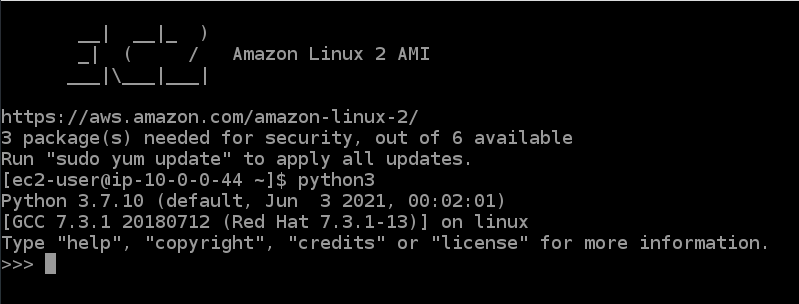 __|  __|_  )
       _|  (     /   Amazon Linux 2 AMI
      ___|\___|___|
https://aws.amazon.com/amazon-linux-2/
3 package(s) needed for security, out of 6 available
Run "sudo yum update" to apply all updates.
[ec2-user@ip-10-0-0-44 ~]$ python3
Python 3.7.10 (default, Jun  3 2021, 00:02:01)
[GCC 7.3.1 20180712 (Red Hat 7.3.1-13)] on linux
Type "help", "copyright", "credits" or "license" for more information.
>>>